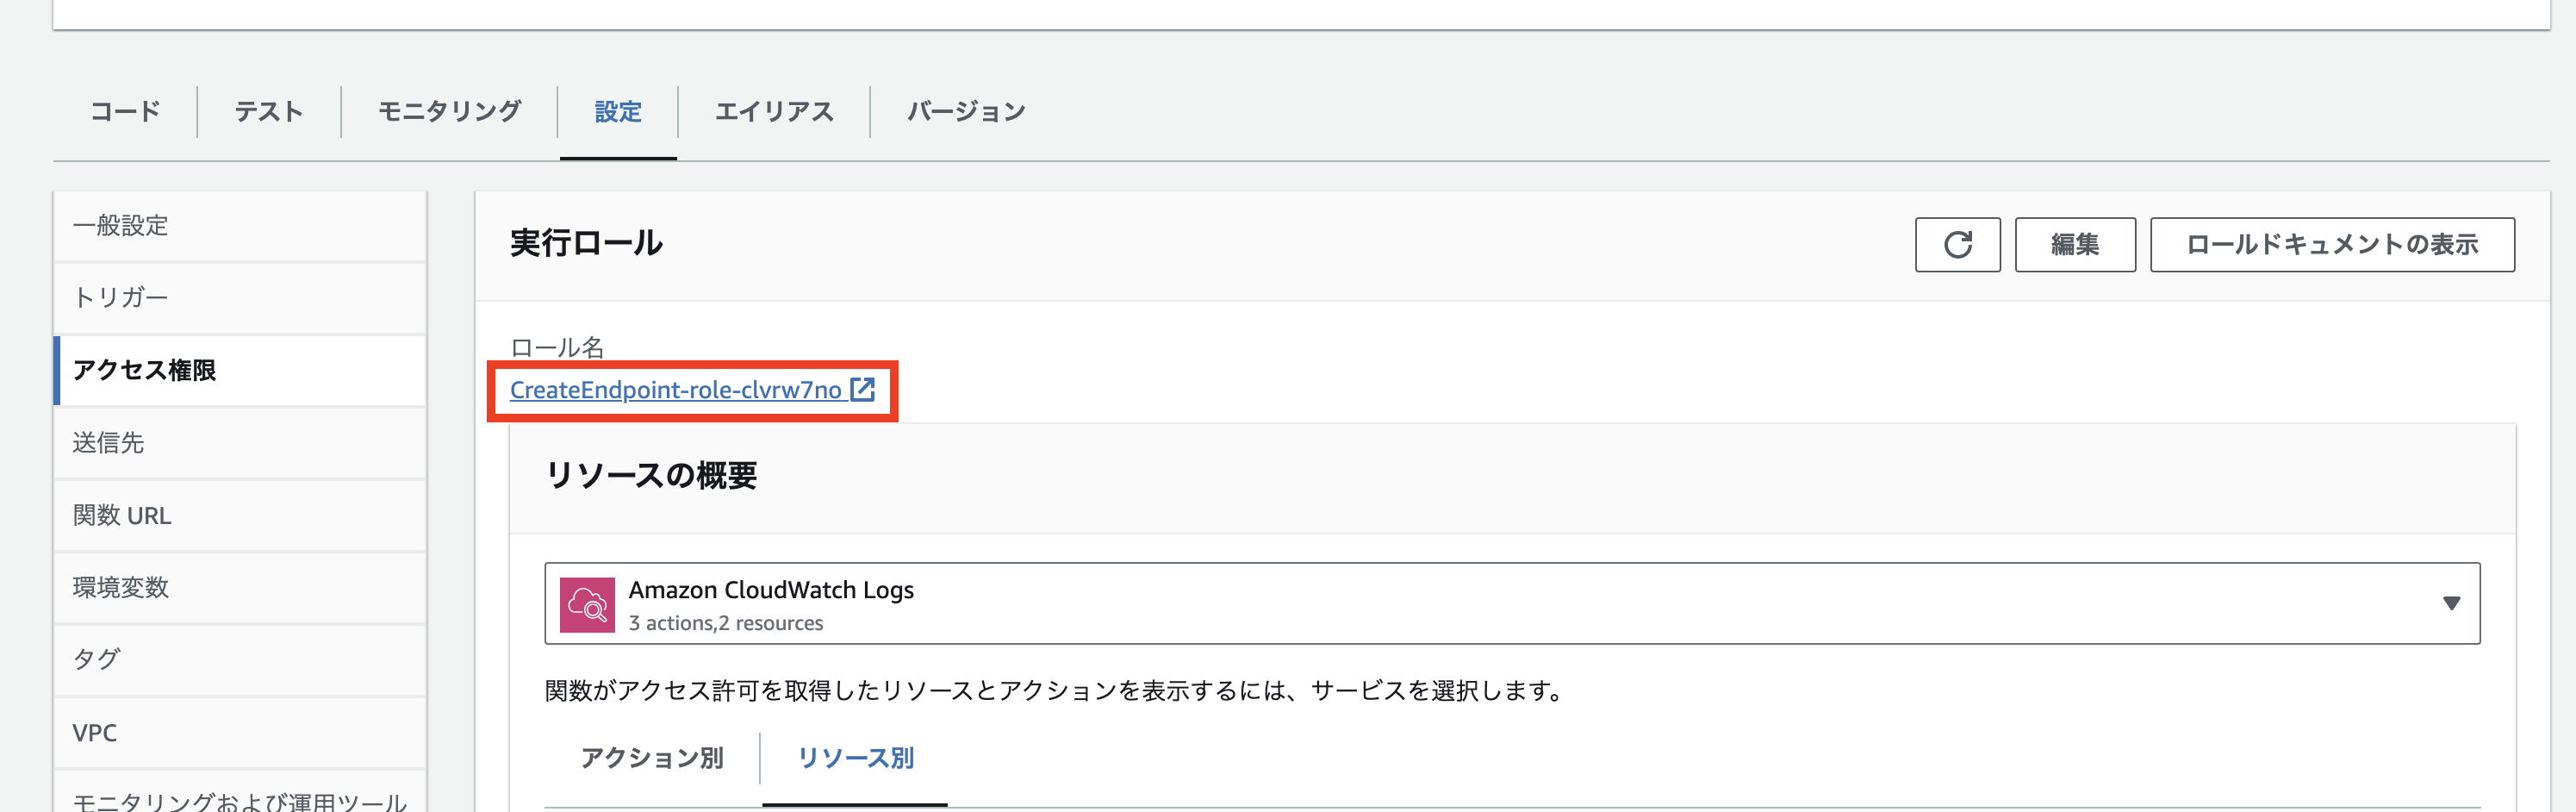 コード
テスト
モニタリング
設定
エイリアス
バージョン
一般設定
トリガー
アクセス権限
送信先
関数 URL
環境変数
タグ
VPC
モニタリングおよび運用ツール
実行ロール
編集
ロールドキュメントの表示
ロール名
CreateEndpoint-role-clvrw7no
リソースの概要
Amazon CloudWatch Logs
3 actions,2 resources
関数がアクセス許可を取得したリソースとアクションを表示するには、サービスを選択します。
アクション別
リソース別